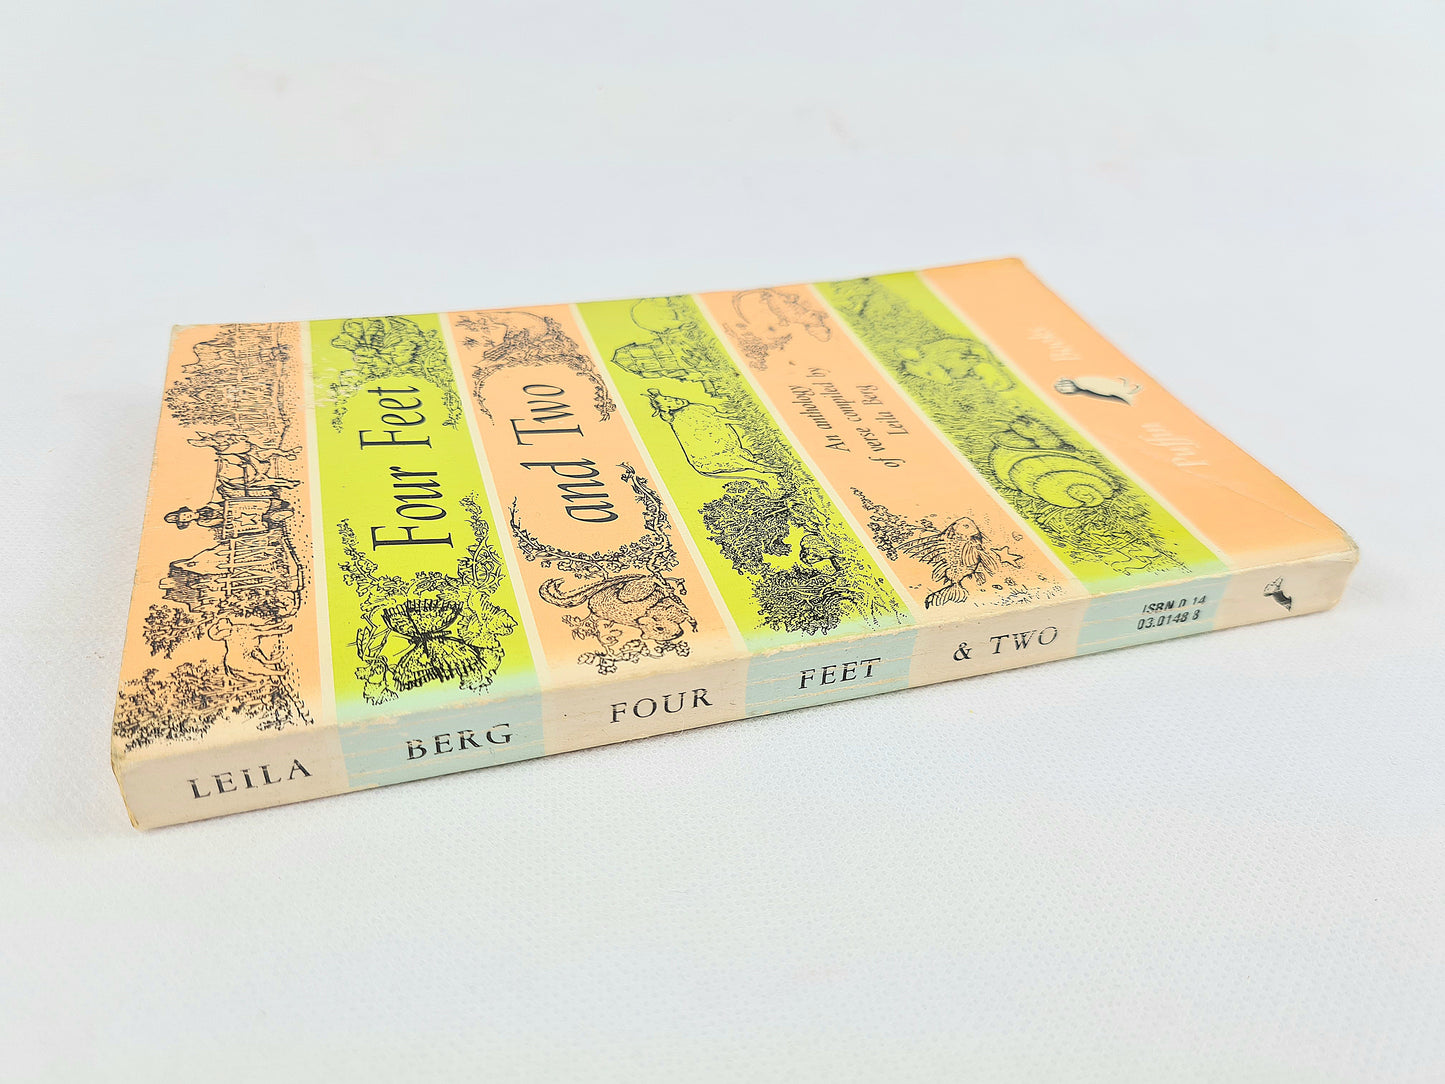 Four Feet
and Two
An anthology
of verse compiled by
Leila Berg
Puffin
Books
LEILA BERG FOUR FEET & TWO
ISBN 0 14
03.0148 8